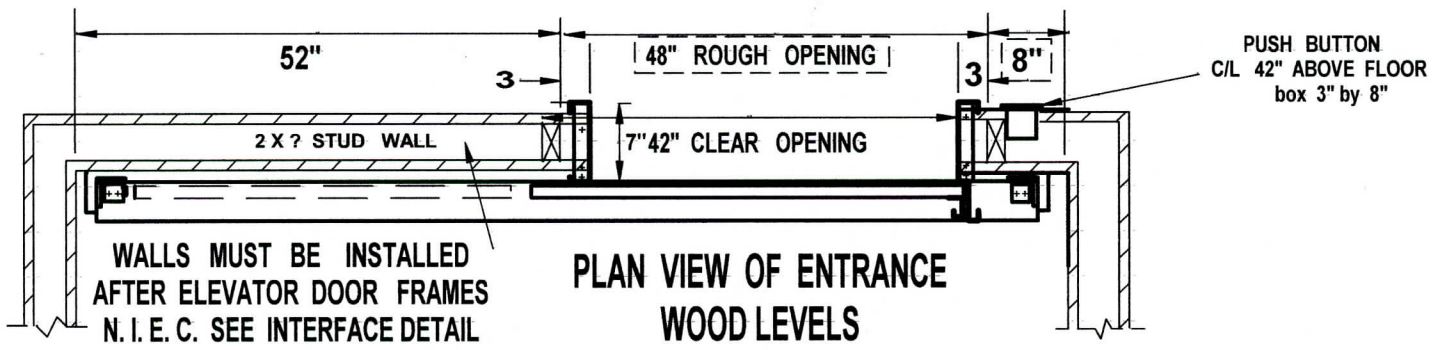 52"
48" ROUGH OPENING
8"
3
3
PUSH BUTTON
C/L 42" ABOVE FLOOR
box 3" by 8"
2 X ? STUD WALL
7" 42" CLEAR OPENING
WALLS MUST BE INSTALLED
AFTER ELEVATOR DOOR FRAMES
N. I. E. C. SEE INTERFACE DETAIL
PLAN VIEW OF ENTRANCE
WOOD LEVELS